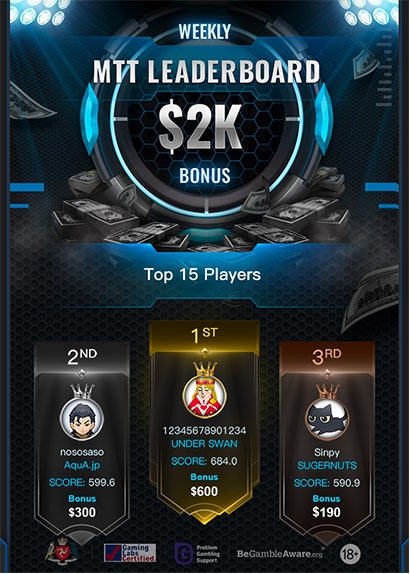 WEEKLY
MTT LEADERBOARD
$2K
BONUS
Top 15 Players
1ST
12345678901234
UNDER SWAN
SCORE: 684.0
Bonus
$600
2ND
nososaso
AquA.jp
SCORE: 599.6
Bonus
$300
3RD
Sinpy
SUGERNUTS
SCORE: 590.9
Bonus
$190
Gaming
Labs
Certified
G
Problem
Gambling
Support
BeGambleAware.org
18+